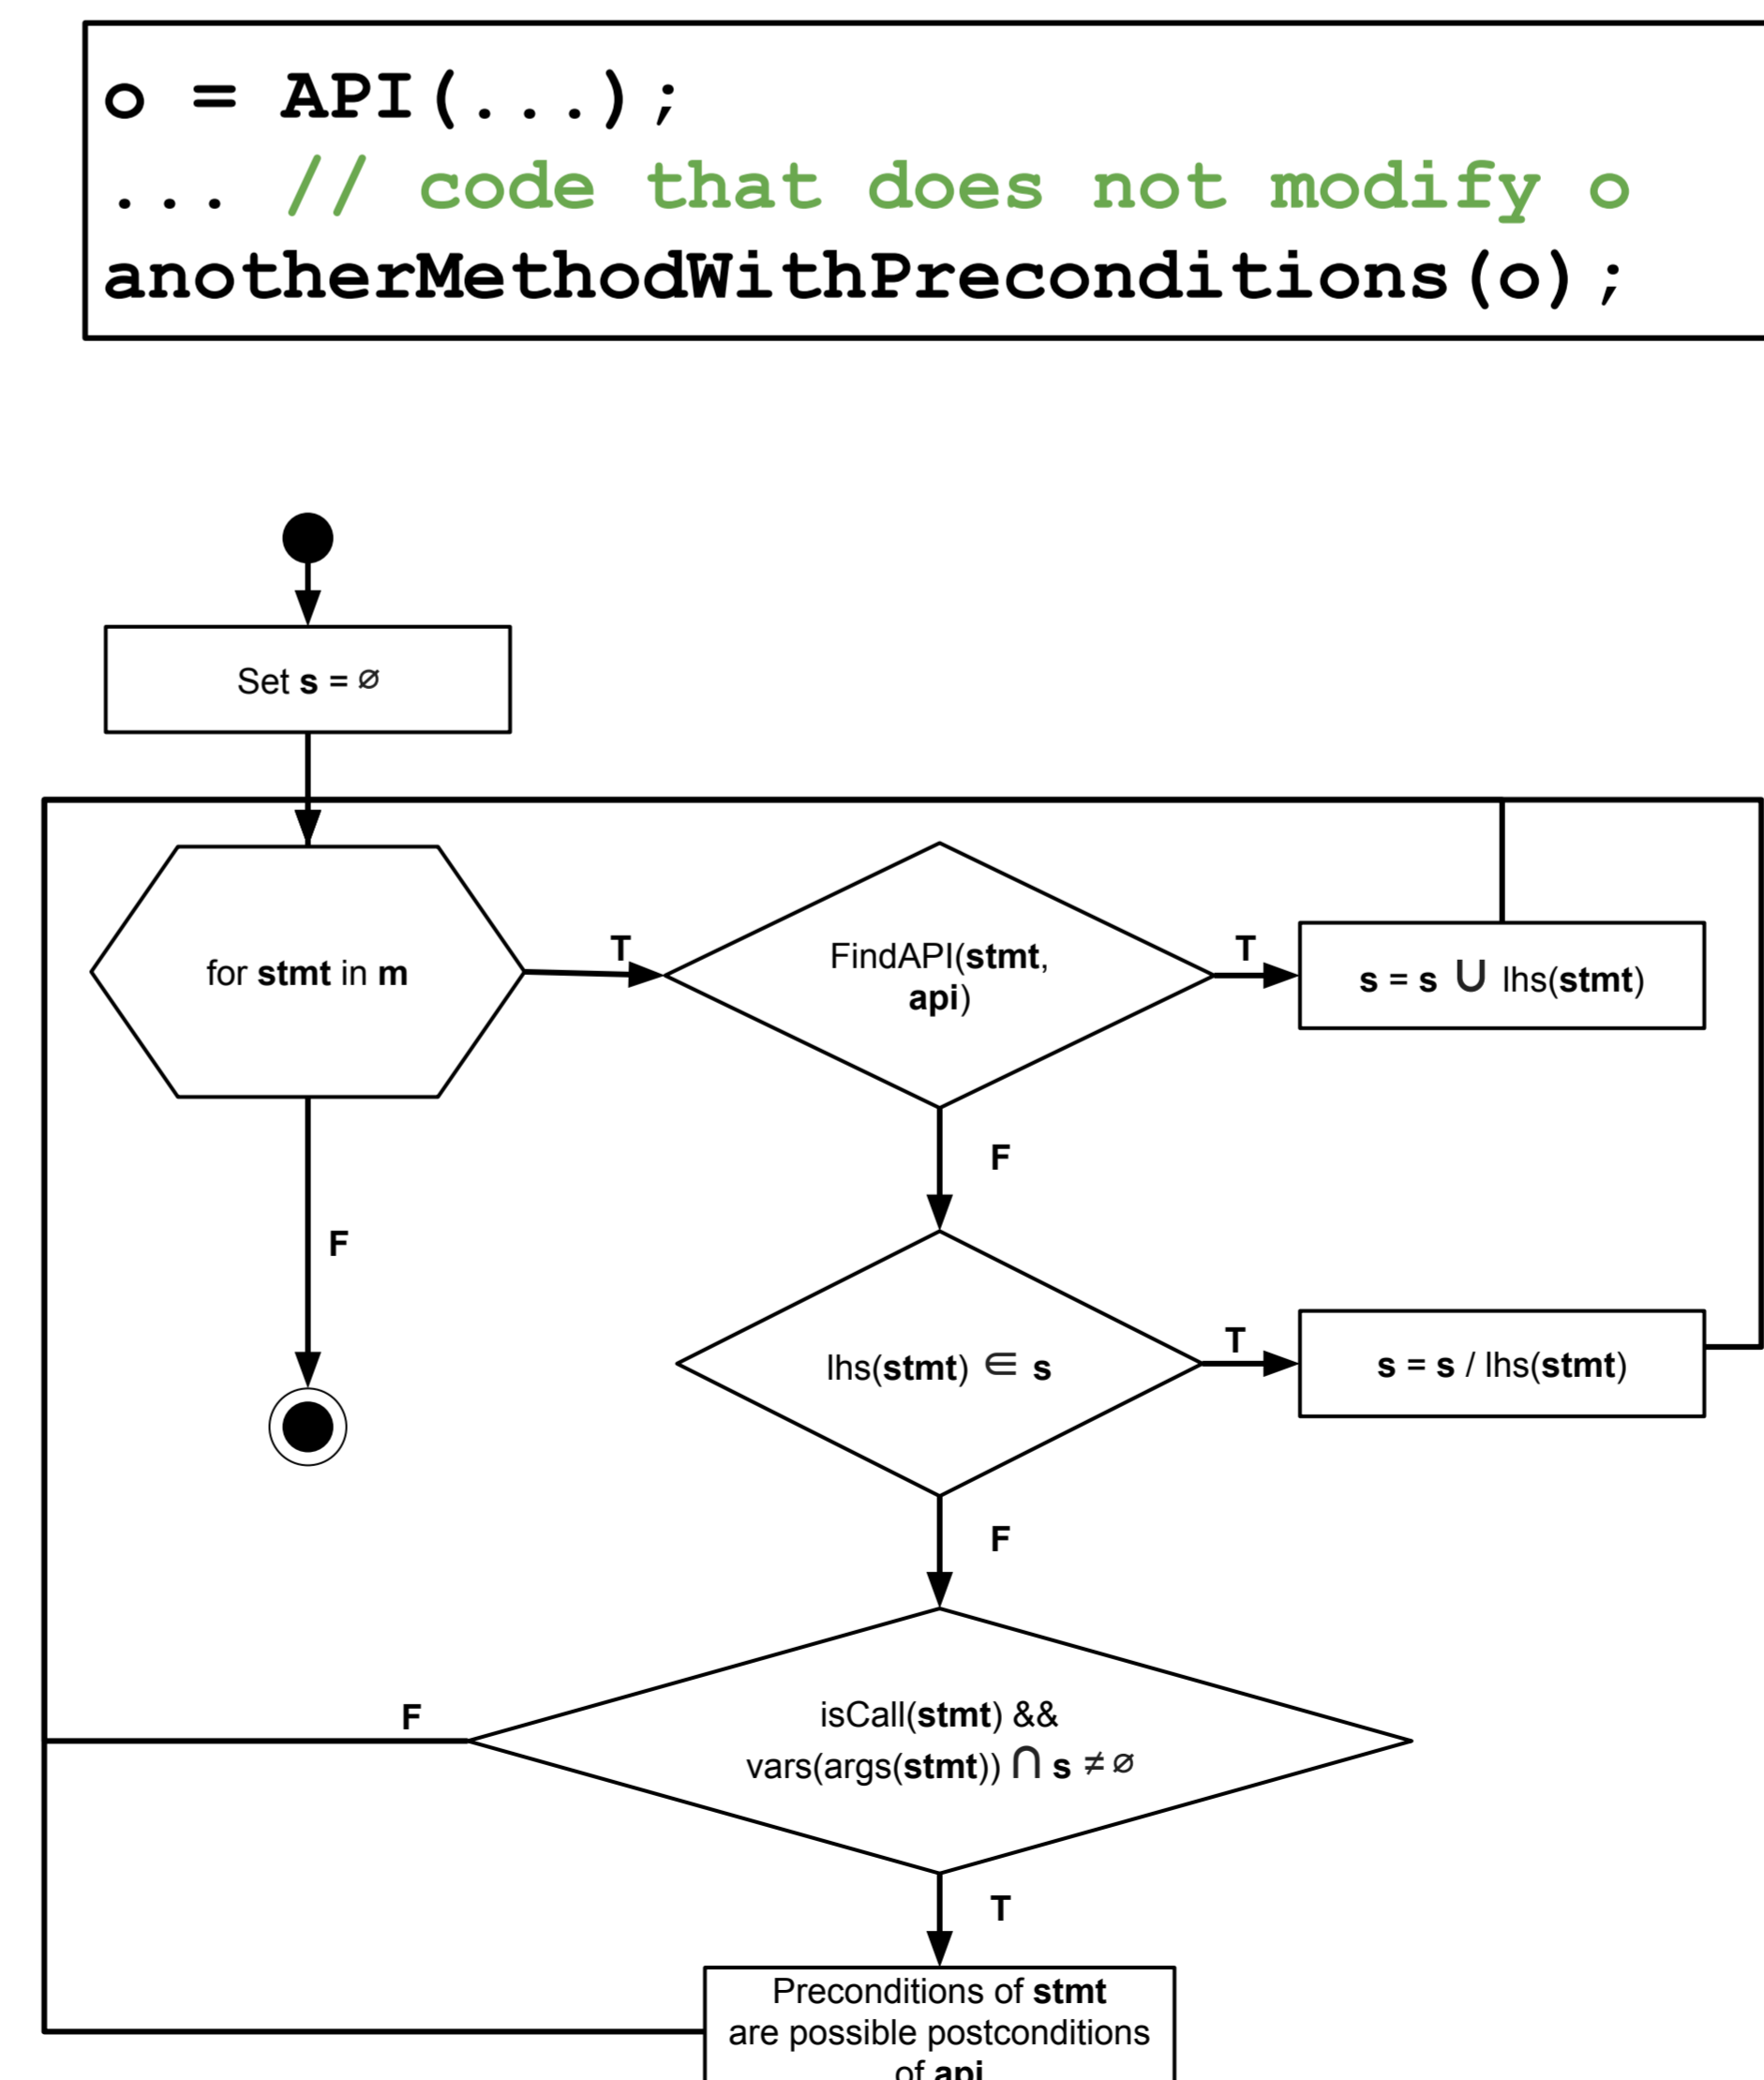 o = API(...);
... // code that does not modify o
anotherMethodWithPreconditions(o);
Set s = ∅
for stmt in m
T
FindAPI(stmt,
api)
T
s = s ∪ lhs(stmt)
F
F
lhs(stmt) ∈ s
T
s = s / lhs(stmt)
F
F
isCall(stmt) &&
vars(args(stmt)) ∩ s ≠ ∅
T
Preconditions of stmt
are possible postconditions
of api